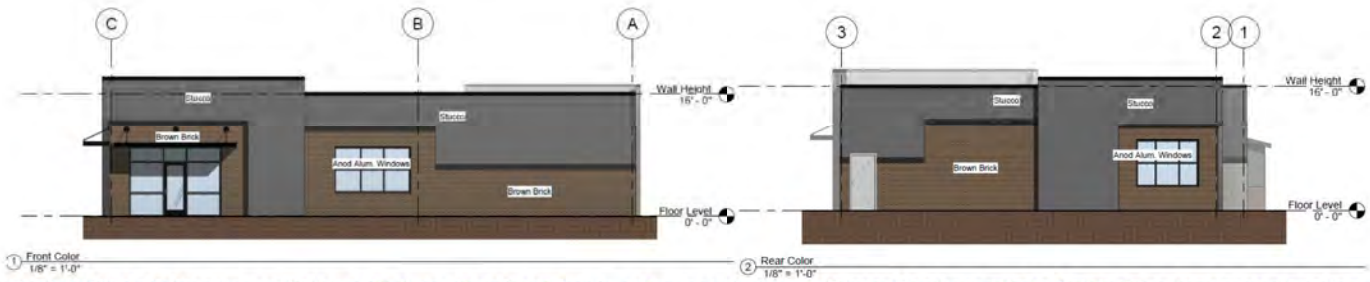 C
B
A
Wall Height
16' - 0"
Stucco
Stucco
Brown Brick
Anod Alum. Windows
Brown Brick
Floor Level
0' - 0"
1
Front Color
1/8" = 1'-0"
3
2
1
Wall Height
16' - 0"
Stucco
Stucco
Anod Alum. Windows
Brown Brick
Floor Level
0' - 0"
2
Rear Color
1/8" = 1'-0"